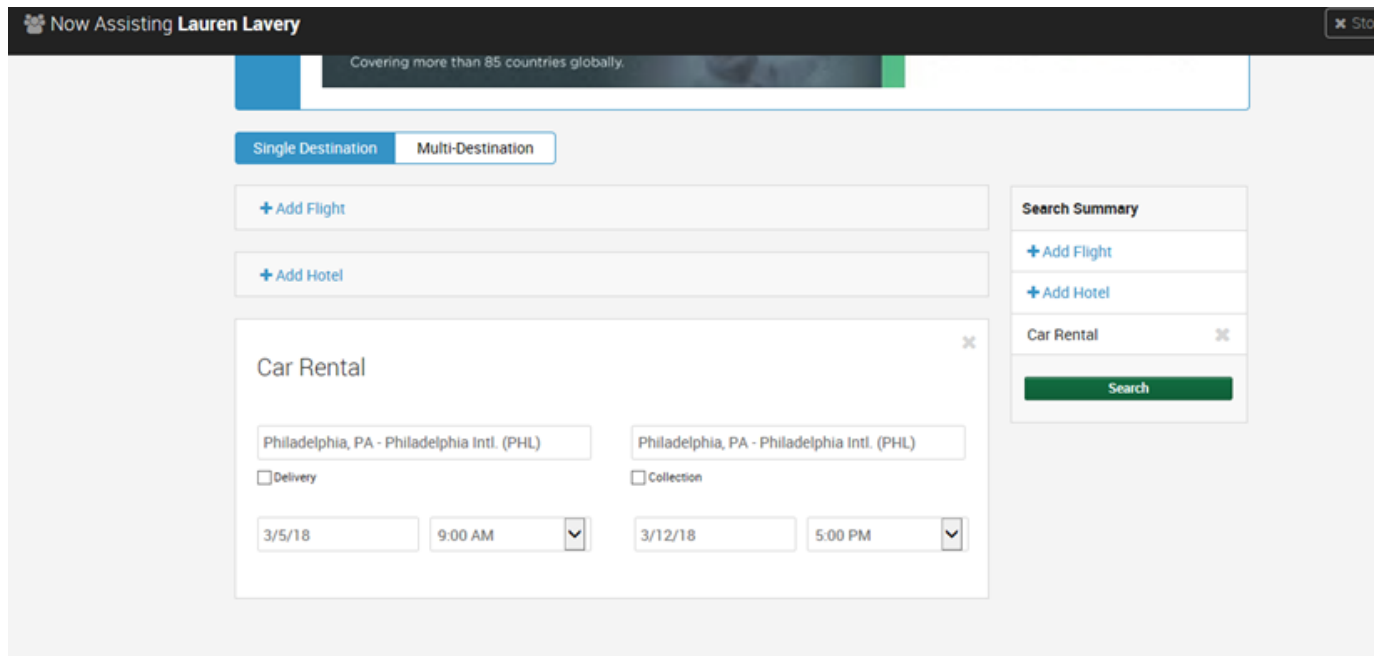 Now Assisting Lauren Lavery
Covering more than 85 countries globally.
Single Destination
Multi-Destination
Add Flight
Add Hotel
Car Rental
Philadelphia, PA - Philadelphia Intl. (PHL)
Philadelphia, PA - Philadelphia Intl. (PHL)
Delivery
Collection
3/5/18
9:00 AM
3/12/18
5:00 PM
Search Summary
Add Flight
Add Hotel
Car Rental
Search